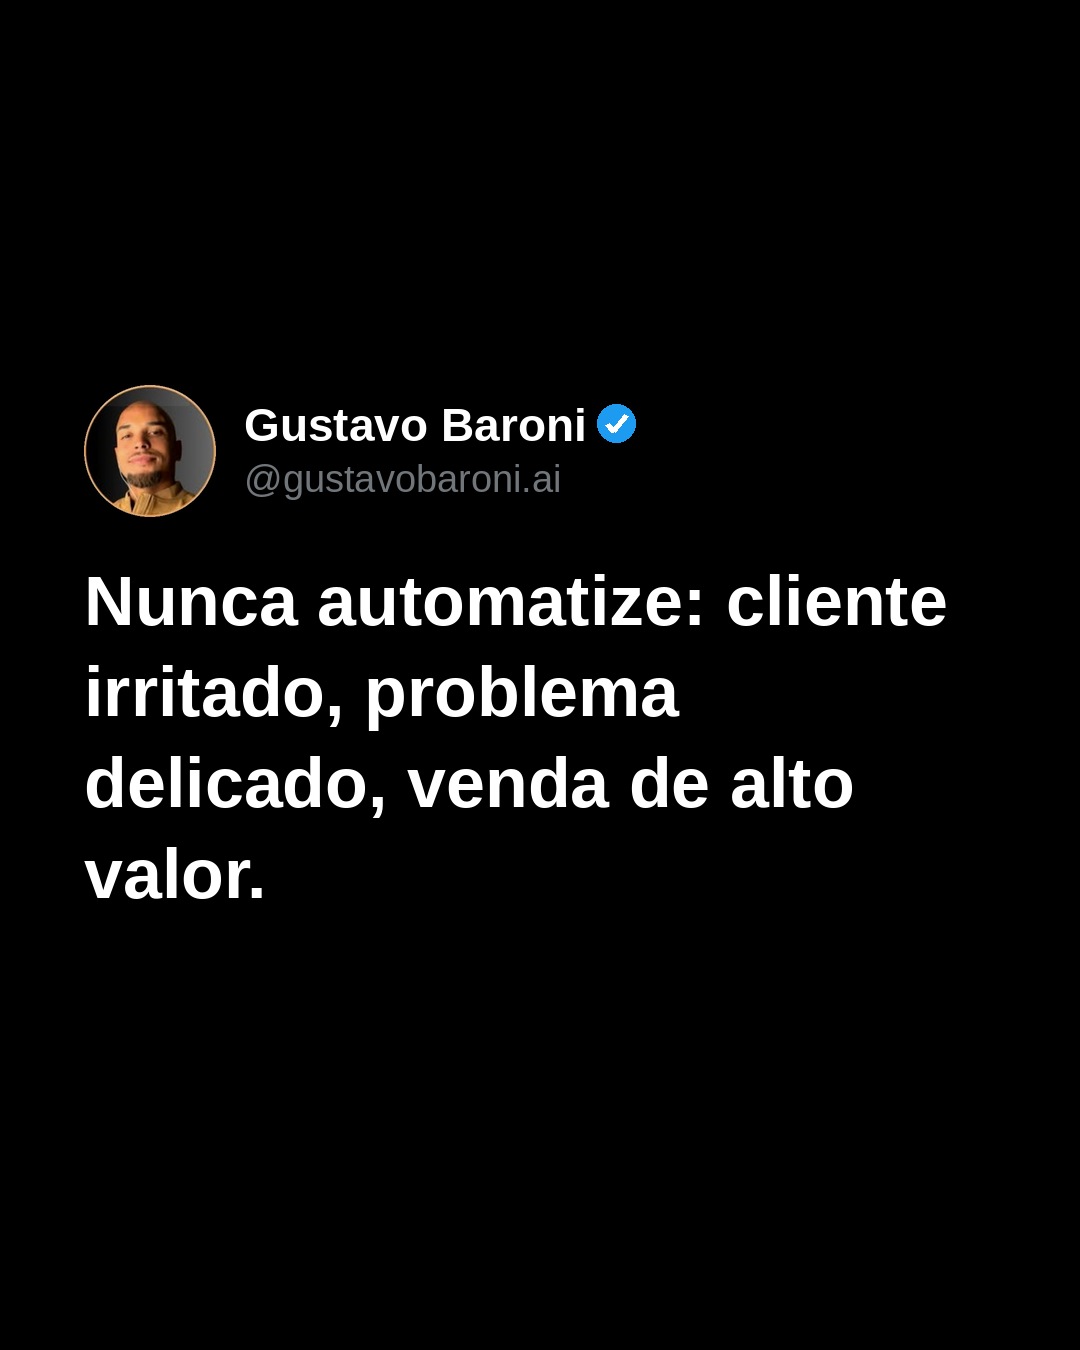 Gustavo Baroni
@gustavobaroni.ai
Nunca automatize: cliente
irritado, problema
delicado, venda de alto
valor.